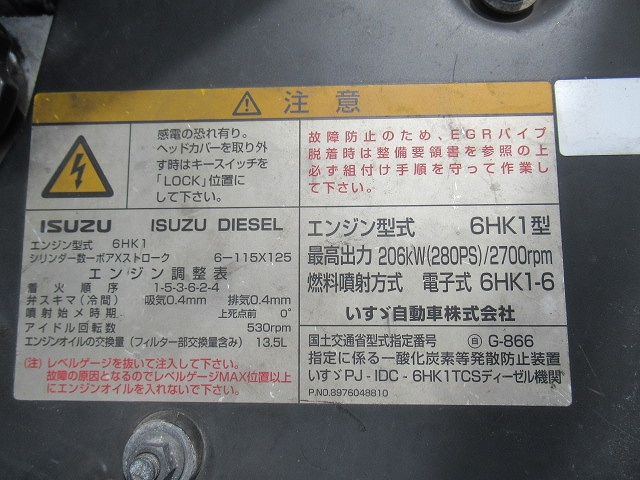 注意
感電の恐れ有り。
ヘッドカバーを取り外
す時はキースイッチを
「LOCK」位置に
して下さい。
故障防止のため、EGRパイプ
脱着時は整備要領書を参照の上
必ず組付け手順を守って作業し
て下さい。
ISUZU ISUZU DIESEL
エンジン型式 6HK1
シリンダー数−ボアXストローク 6−115X125
エンジン調整表
着火順序 1-5-3-6-2-4
弁スキマ(冷間) 吸気0.4mm 排気0.4mm
噴射始メ時期 上死点前 0°
アイドル回転数 530rpm
エンジンオイルの交換量(フィルター部交換量含み) 13.5L
(注)レベルゲージを抜いて注入して下さい。
故障の原因となるのでレベルゲージMAX位置以上
にエンジンオイルを入れないで下さい。
エンジン型式 6HK1型
最高出力 206kW(280PS)/2700rpm
燃料噴射方式 電子式 6HK1-6
いすゞ自動車株式会社
国土交通省型式指定番号 自 G-866
指定に係る一酸化炭素等発散防止装置
いすゞPJ-IDC-6HK1TCSディーゼル機関
P.NO.8976048810